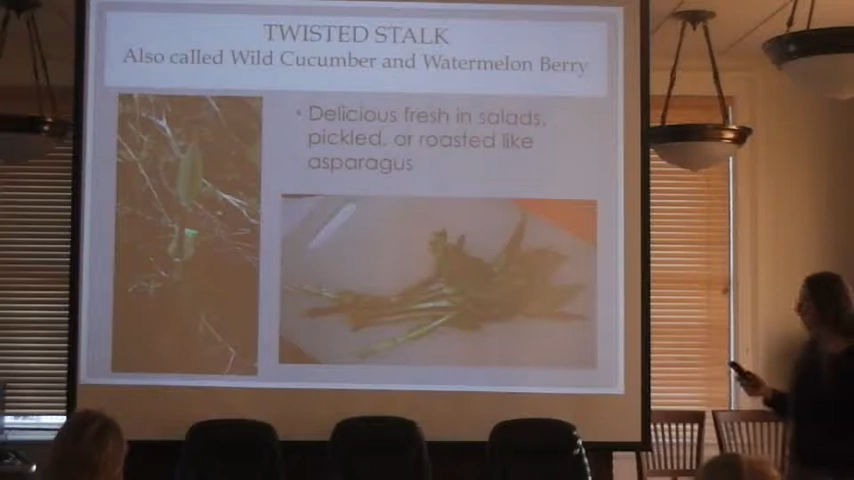 TWISTED STALK
Also called Wild Cucumber and Watermelon Berry
• Delicious fresh in salads,
pickled, or roasted like
asparagus